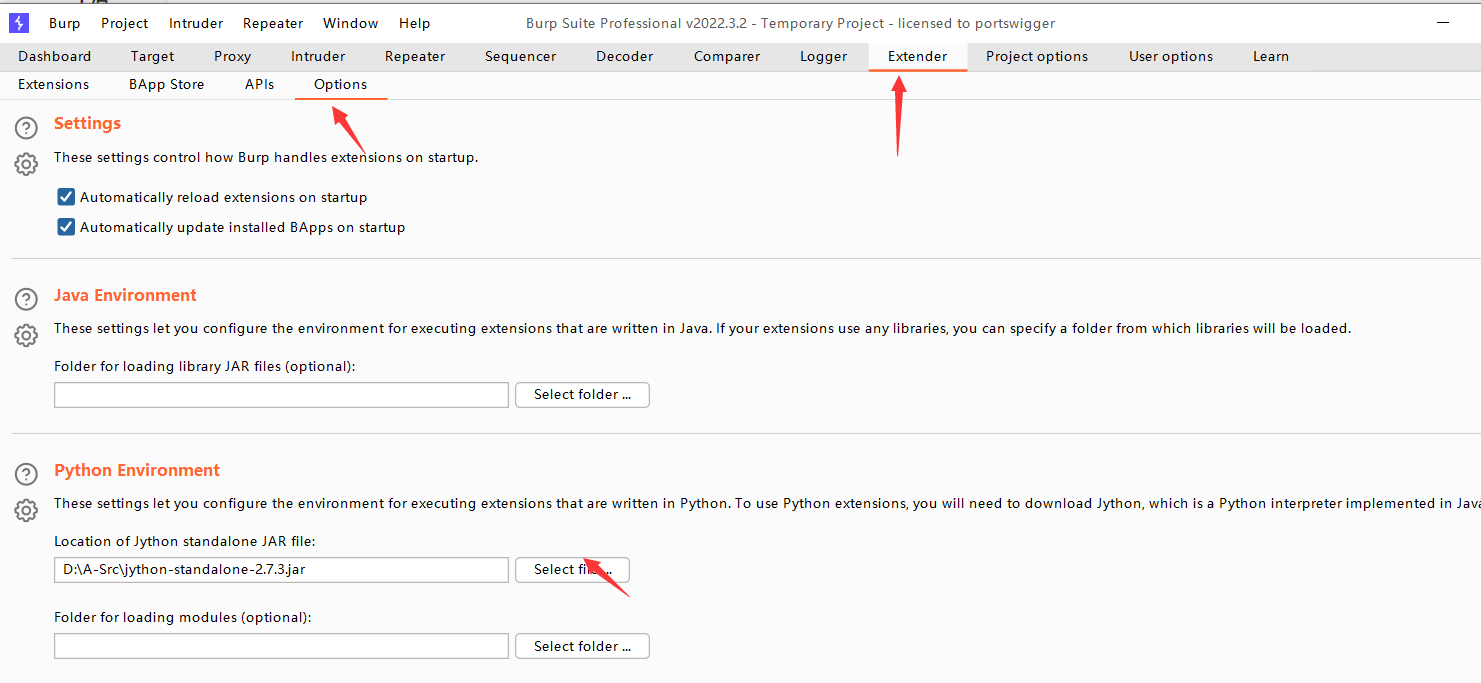 Burp Project Intruder Repeater Window Help Burp Suite Professional v2022.3.2 - Temporary Project - licensed to portswigger
Dashboard Target Proxy Intruder Repeater Sequencer Decoder Comparer Logger Extender Project options User options Learn
Extensions BApp Store APIs Options
Settings
These settings control how Burp handles extensions on startup.
Automatically reload extensions on startup
Automatically update installed BApps on startup
Java Environment
These settings let you configure the environment for executing extensions that are written in Java. If your extensions use any libraries, you can specify a folder from which libraries will be loaded.
Folder for loading library JAR files (optional):
Select folder ...
Python Environment
These settings let you configure the environment for executing extensions that are written in Python. To use Python extensions, you will need to download Jython, which is a Python interpreter implemented in Java
Location of Jython standalone JAR file:
D:\A-Src\jython-standalone-2.7.3.jar Select file ...
Folder for loading modules (optional):
Select folder ...